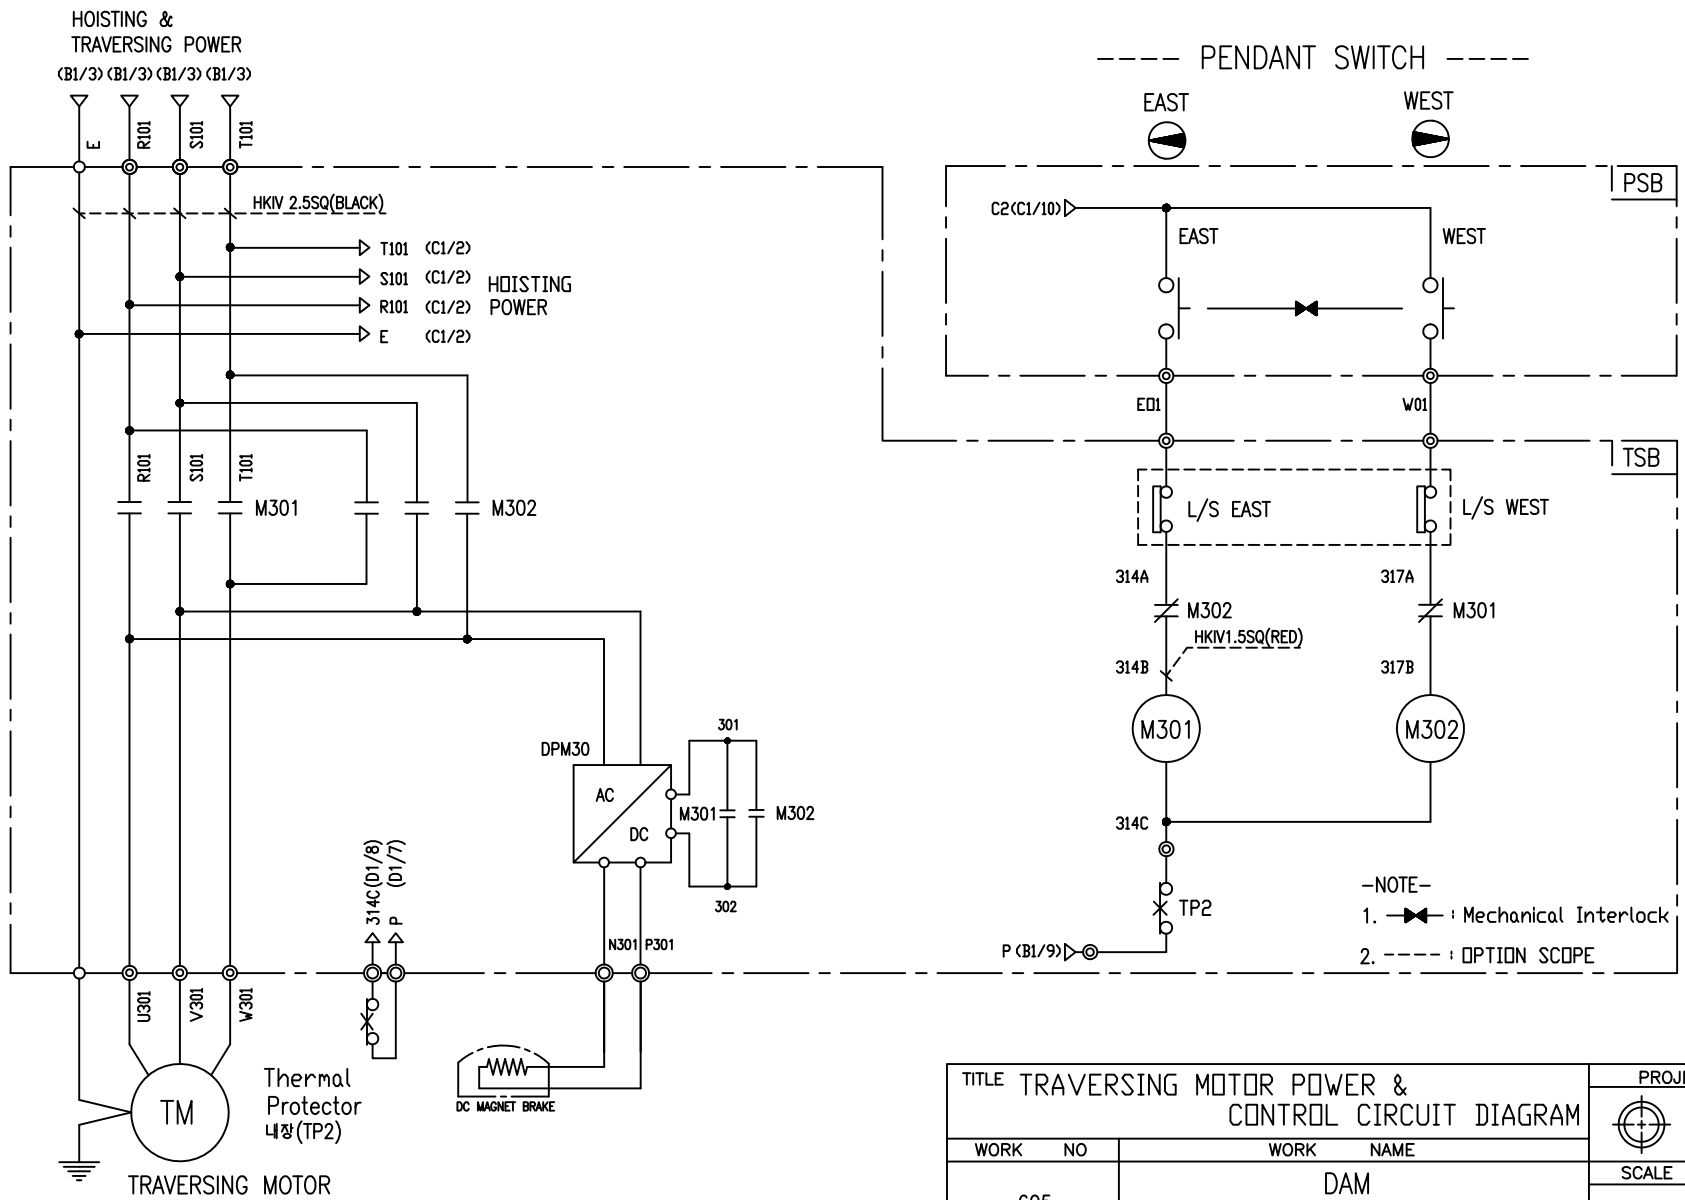 HOISTING &
TRAVERSING POWER
(B1/3) (B1/3) (B1/3) (B1/3)
E
R101
S101
T101
HKIV 2.5SQ(BLACK)
T101 (C1/2)
S101 (C1/2)
R101 (C1/2)
E (C1/2)
HOISTING
POWER
R101
S101
T101
M301
M302
DPM30
AC
DC
301
M301
M302
302
314C(D1/8)
P (D1/7)
N301
P301
U301
V301
W301
TM
Thermal
Protector
내장(TP2)
TRAVERSING MOTOR
DC MAGNET BRAKE
---- PENDANT SWITCH ----
EAST
WEST
PSB
C2(C1/10)
EAST
WEST
E01
W01
TSB
L/S EAST
L/S WEST
314A
317A
M302
M301
HKIV1.5SQ(RED)
314B
317B
M301
M302
314C
TP2
P (B1/9)
-NOTE-
1. : Mechanical Interlock
2. ---- : OPTION SCOPE
TITLE TRAVERSING MOTOR POWER &
CONTROL CIRCUIT DIAGRAM
WORK NO
WORK NAME
DAM
SCALE